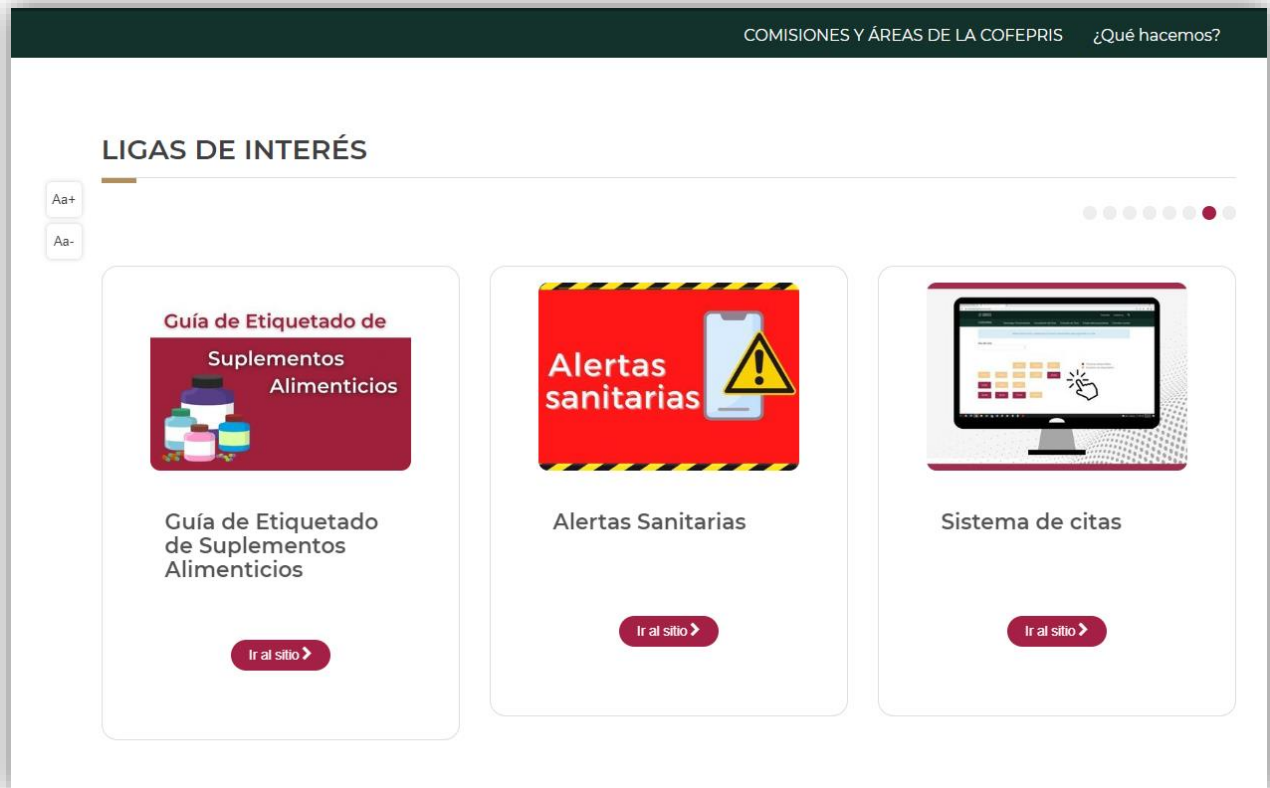 COMISIONES Y ÁREAS DE LA COFEPRIS ¿Qué hacemos?
LIGAS DE INTERÉS
Aa+
Aa-
Guía de Etiquetado de
Suplementos
Alimenticios
Guía de Etiquetado
de Suplementos
Alimenticios
Ir al sitio
Alertas
sanitarias
Alertas Sanitarias
Ir al sitio
Sistema de citas
Ir al sitio